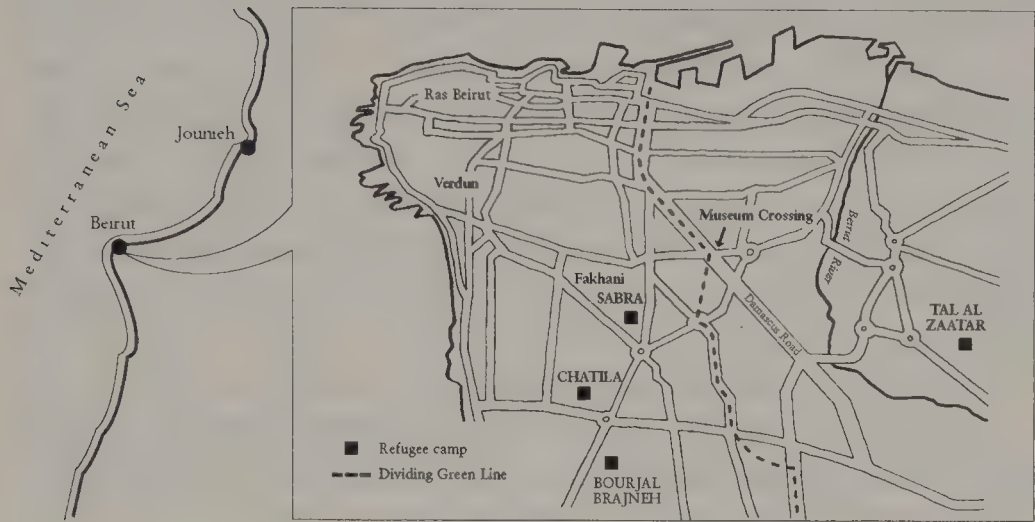 Mediterranean Sea
Jounieh
Beirut
Ras Beirut
Verdun
Museum Crossing
Beirut River
Fakhani
SABRA
Damascus Road
TAL AL
ZAATAR
CHATILA
Refugee camp
Dividing Green Line
BOURJAL
BRAJNEH